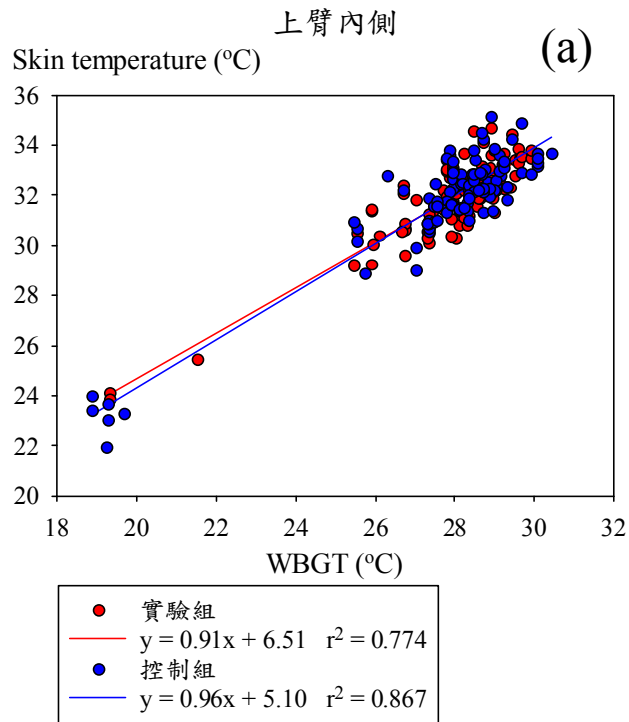 上臂內側
Skin temperature (°C)
(a)
36
34
32
30
28
26
24
22
20
18 20 22 24 26 28 30 32
WBGT (°C)
實驗組
y = 0.91x + 6.51 r² = 0.774
控制組
y = 0.96x + 5.10 r² = 0.867